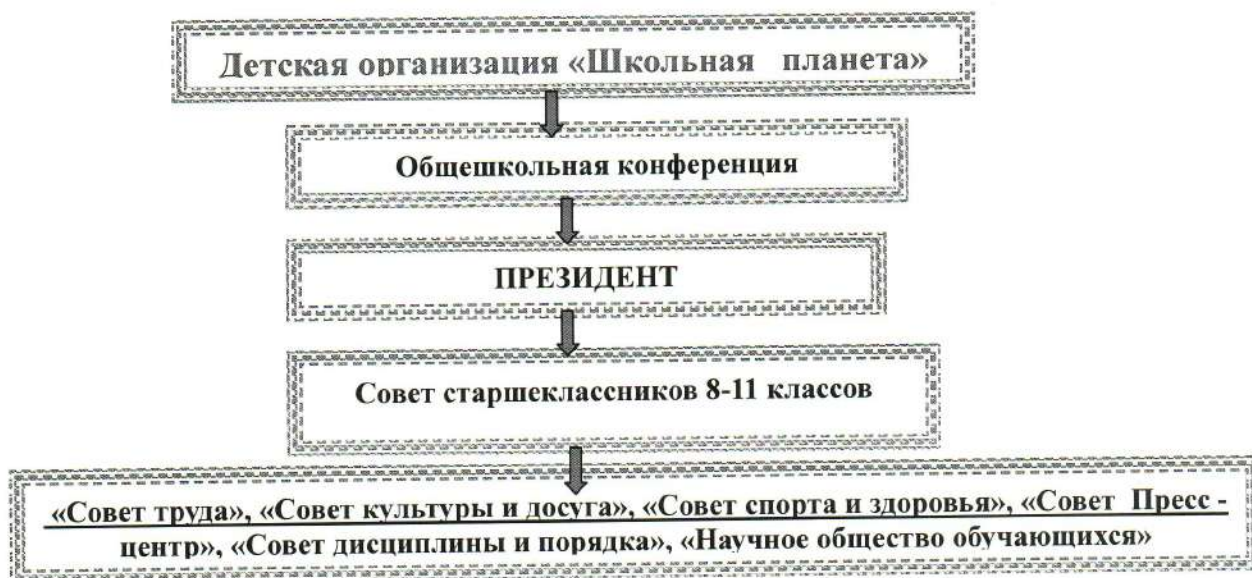 Детская организация «Школьная планета»
Общешкольная конференция
ПРЕЗИДЕНТ
Совет старшеклассников 8-11 классов
«Совет труда», «Совет культуры и досуга», «Совет спорта и здоровья», «Совет Пресс -
центр», «Совет дисциплины и порядка», «Научное общество обучающихся»